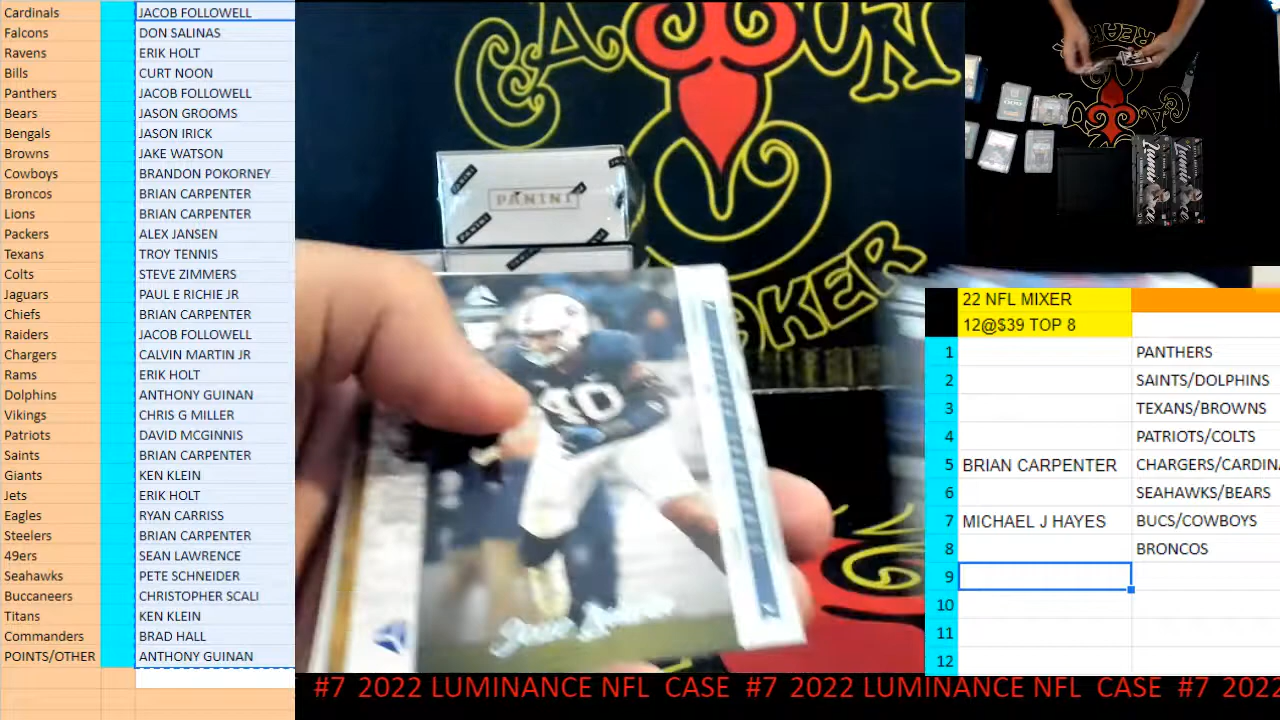 Cardinals JACOB FOLLOWELL
Falcons DON SALINAS
Ravens ERIK HOLT
Bills CURT NOON
Panthers JACOB FOLLOWELL
Bears JASON GROOMS
Bengals JASON IRICK
Browns JAKE WATSON
Cowboys BRANDON POKORNEY
Broncos BRIAN CARPENTER
Lions BRIAN CARPENTER
Packers ALEX JANSEN
Texans TROY TENNIS
Colts STEVE ZIMMERS
Jaguars PAUL E RICHIE JR
Chiefs BRIAN CARPENTER
Raiders JACOB FOLLOWELL
Chargers CALVIN MARTIN JR
Rams ERIK HOLT
Dolphins ANTHONY GUINAN
Vikings CHRIS G MILLER
Patriots DAVID MCGINNIS
Saints BRIAN CARPENTER
Giants KEN KLEIN
Jets ERIK HOLT
Eagles RYAN CARRISS
Steelers BRIAN CARPENTER
49ers SEAN LAWRENCE
Seahawks PETE SCHNEIDER
Buccaneers CHRISTOPHER SCALI
Titans KEN KLEIN
Commanders BRAD HALL
POINTS/OTHER ANTHONY GUINAN
PANINI
40
22 NFL MIXER
12@$39 TOP 8
1 PANTHERS
2 SAINTS/DOLPHINS
3 TEXANS/BROWNS
4 PATRIOTS/COLTS
5 BRIAN CARPENTER CHARGERS/CARDINA
6 SEAHAWKS/BEARS
7 MICHAEL J HAYES BUCS/COWBOYS
8 BRONCOS
9
10
11
12
#7 2022 LUMINANCE NFL CASE #7 2022 LUMINANCE NFL CASE #7 2022